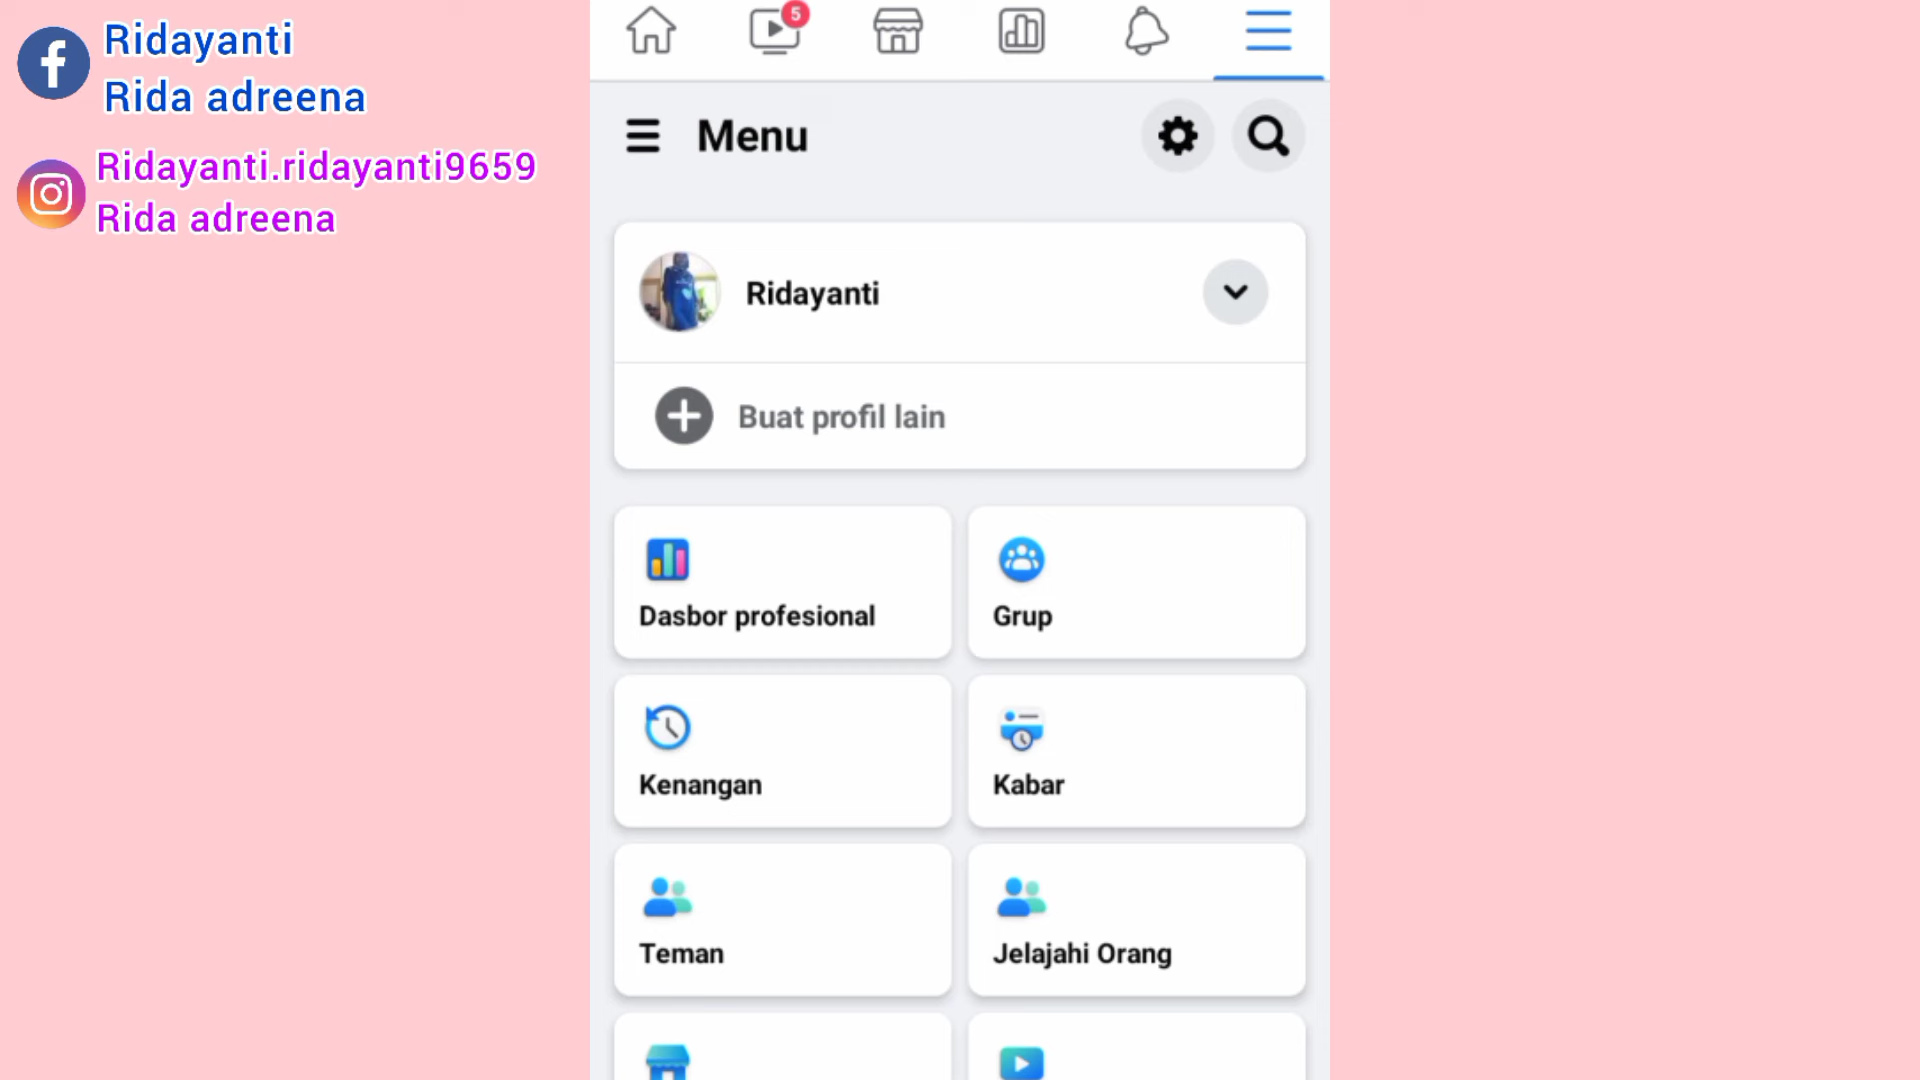 Ridayanti
Rida adreena
Ridayanti.ridayanti9659
Rida adreena
5
Menu
Ridayanti
Buat profil lain
Dasbor profesional
Grup
Kenangan
Kabar
Teman
Jelajahi Orang